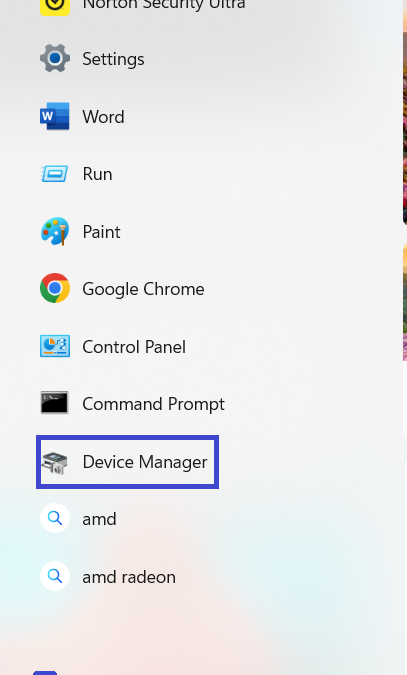 Norton Security Ultra
Settings
Word
Run
Paint
Google Chrome
Control Panel
Command Prompt
Device Manager
amd
amd radeon